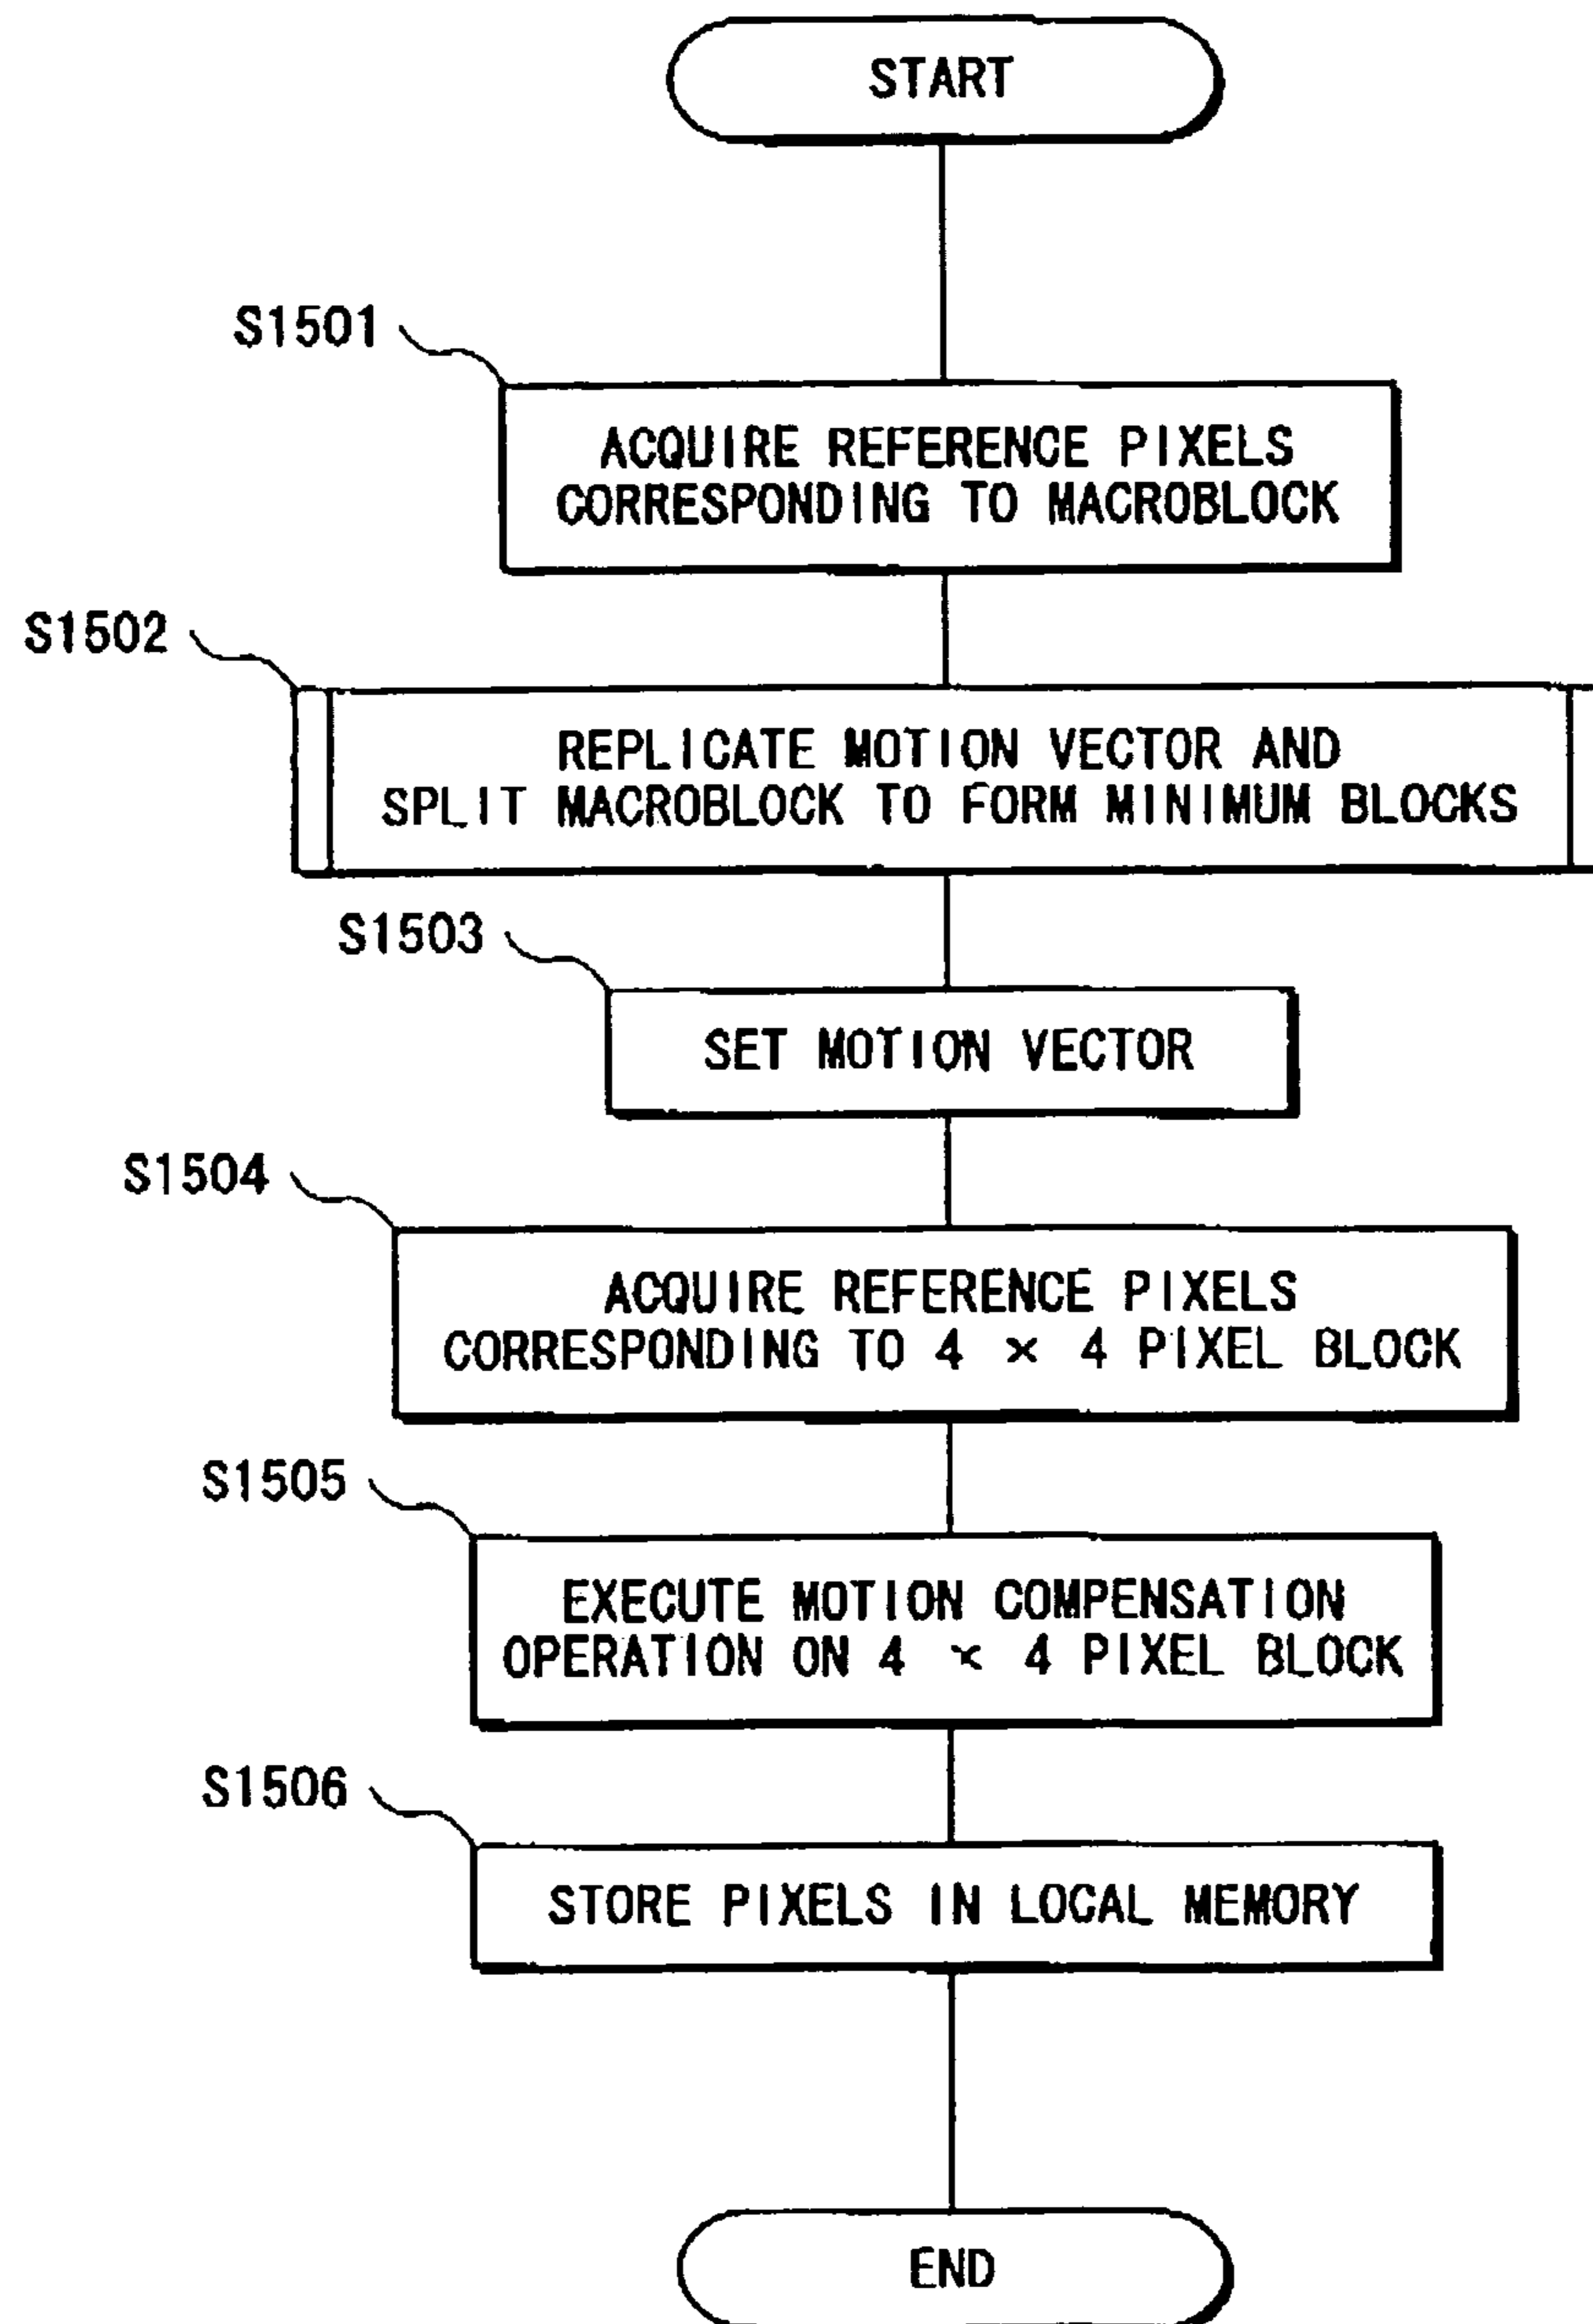 START
S1501
ACQUIRE REFERENCE PIXELS
CORRESPONDING TO MACROBLOCK
S1502
REPLICATE MOTION VECTOR AND
SPLIT MACROBLOCK TO FORM MINIMUM BLOCKS
S1503
SET MOTION VECTOR
S1504
ACQUIRE REFERENCE PIXELS
CORRESPONDING TO 4 × 4 PIXEL BLOCK
S1505
EXECUTE MOTION COMPENSATION
OPERATION ON 4 × 4 PIXEL BLOCK
S1506
STORE PIXELS IN LOCAL MEMORY
END